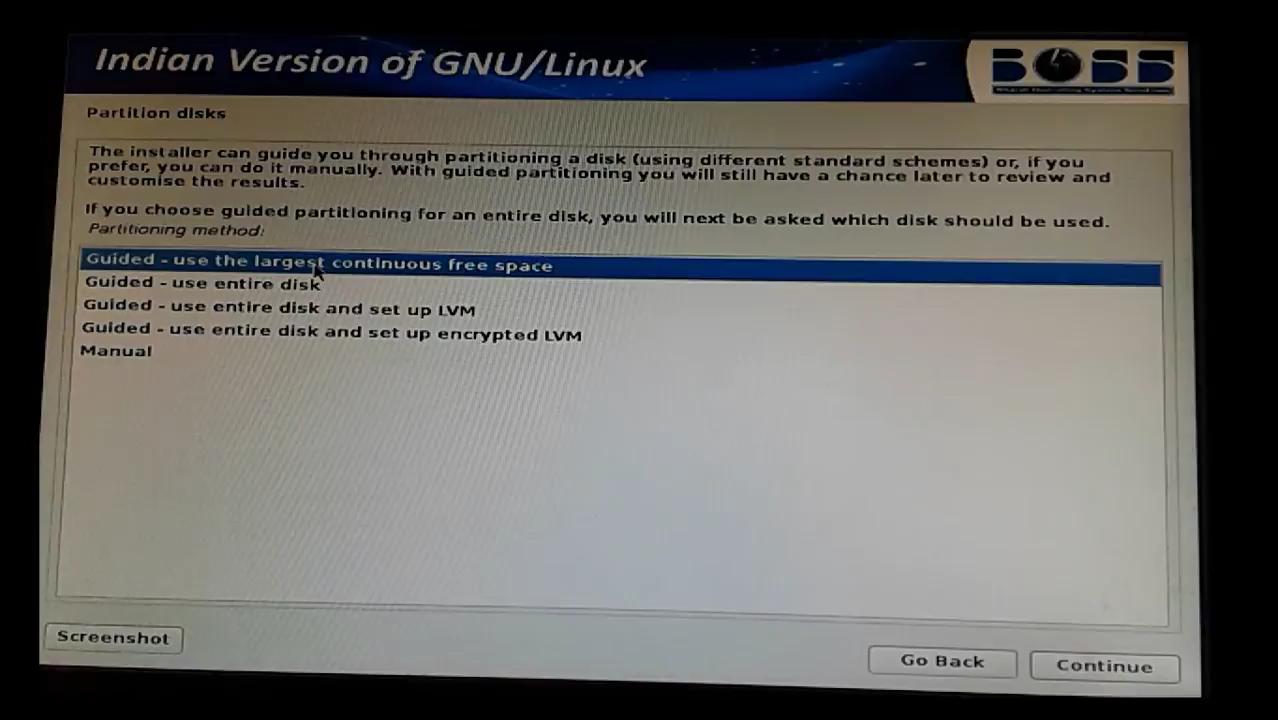 Indian Version of GNU/Linux
BOSS
Partition disks
The installer can guide you through partitioning a disk (using different standard schemes) or, if you
prefer, you can do it manually. With guided partitioning you will still have a chance later to review and
customise the results.
If you choose guided partitioning for an entire disk, you will next be asked which disk should be used.
Partitioning method:
Guided - use the largest continuous free space
Guided - use entire disk
Guided - use entire disk and set up LVM
Guided - use entire disk and set up encrypted LVM
Manual
Screenshot
Go Back
Continue